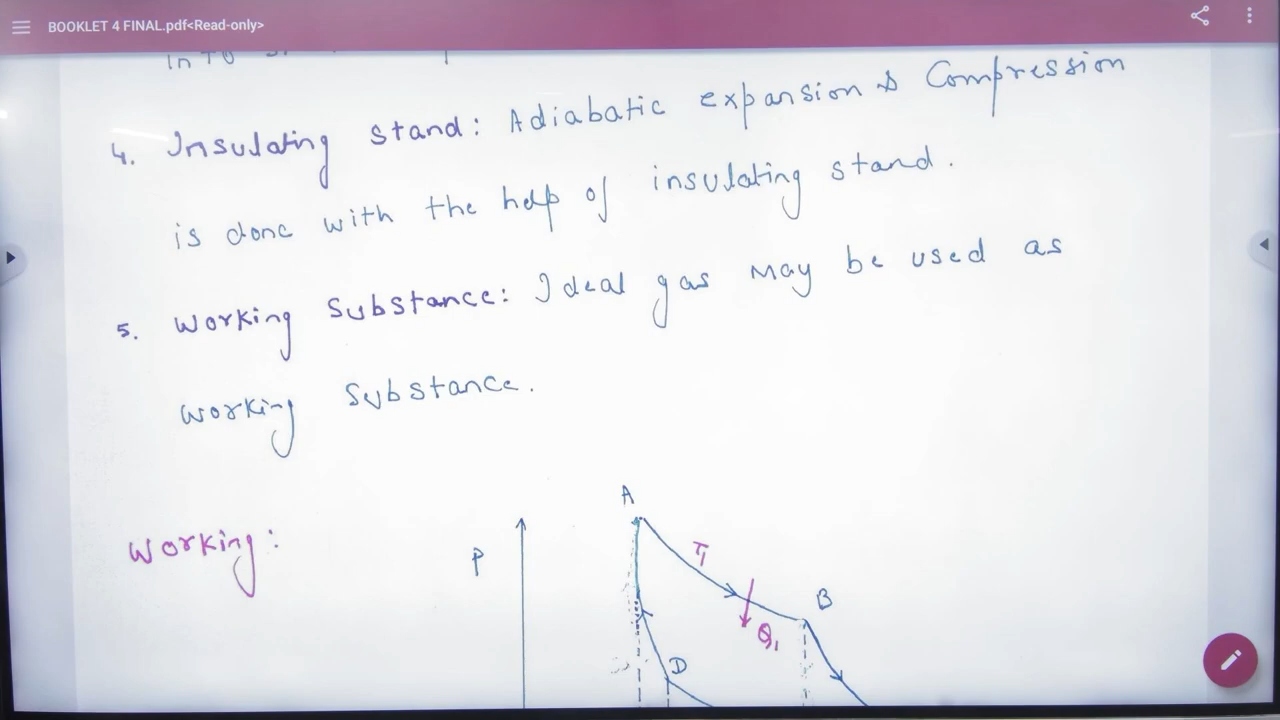 BOOKLET 4 FINAL.pdf<Read-only>
4. Insulating stand: Adiabatic expansion & Compression
is done with the help of insulating stand.
5. Working Substance: Ideal gas may be used as
working Substance.
A
Working:
P
T1
B
Q1
D